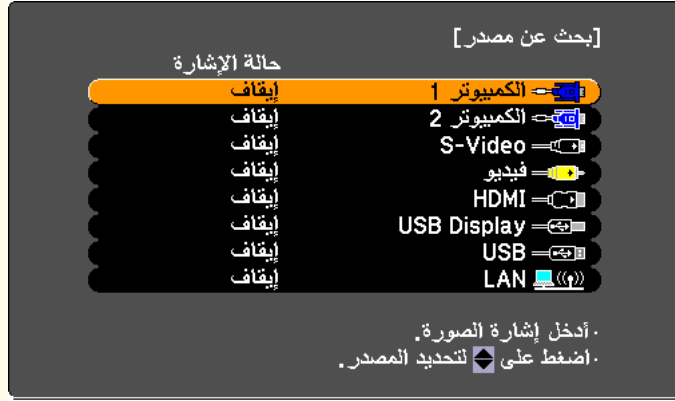 [بحث عن مصدر]
حالة الإشارة
الكمبيوتر 1 إيقاف
الكمبيوتر 2 إيقاف
S-Video إيقاف
فيديو إيقاف
HDMI إيقاف
USB Display إيقاف
USB إيقاف
LAN إيقاف
·أدخل إشارة الصورة.
·اضغط على لتحديد المصدر.